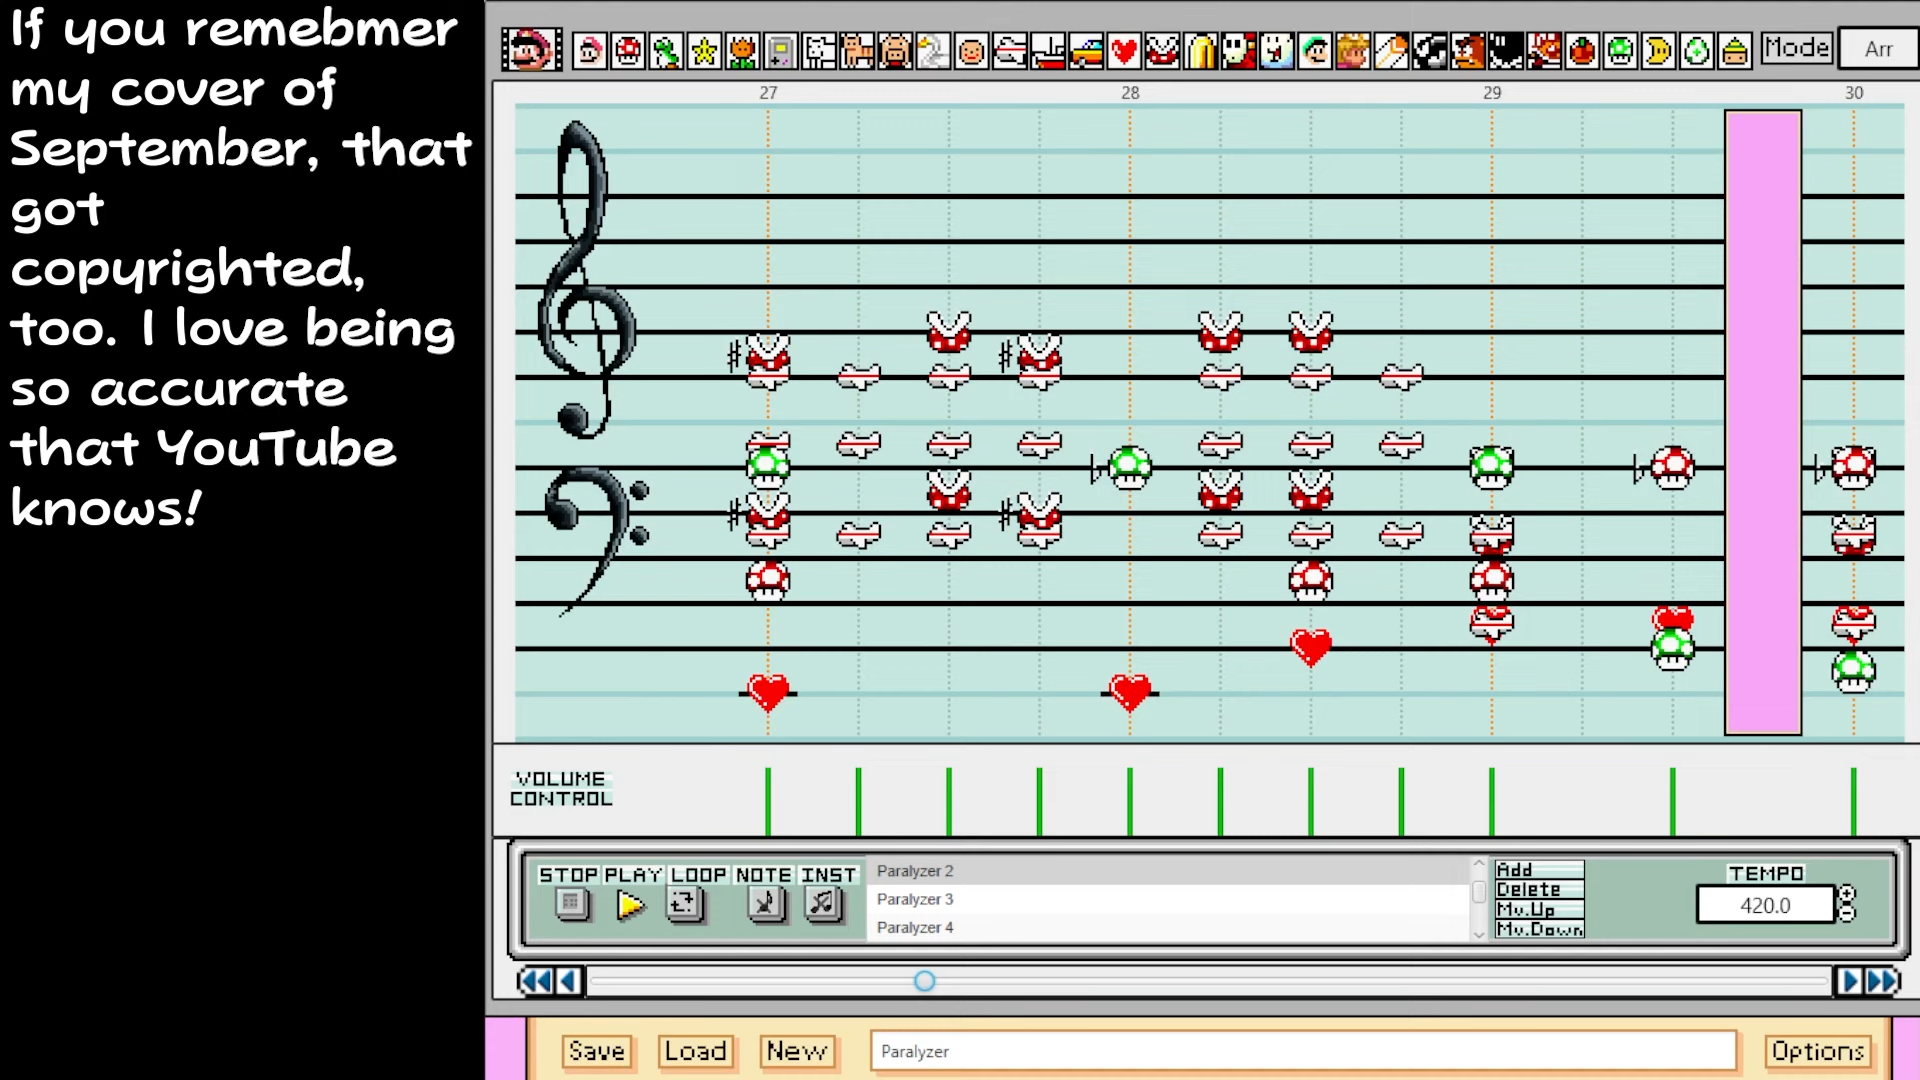 If you remebmer
my cover of
September, that
got
copyrighted,
too. I love being
so accurate
that YouTube
knows!
Mode
Arr
27 28 29 30
VOLUME
CONTROL
STOP PLAY LOOP NOTE INST
Paralyzer 2
Paralyzer 3
Paralyzer 4
Add
Delete
Mv.Up
Mv.Down
TEMPO
420.0
Save Load New
Paralyzer
Options